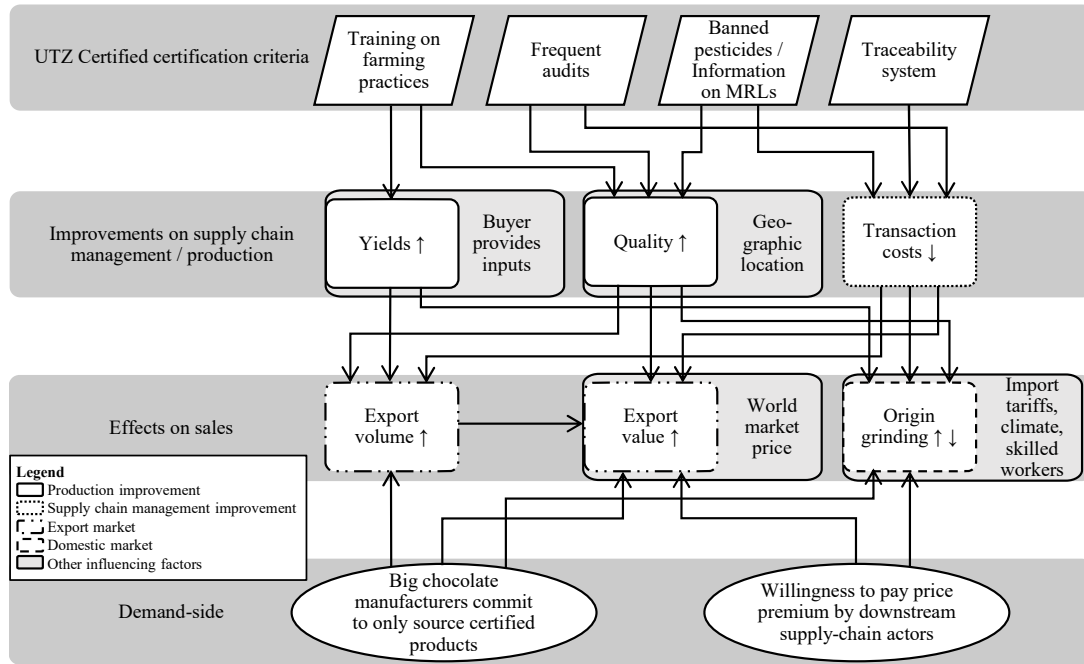 UTZ Certified certification criteria
Training on
farming
practices
Frequent
audits
Banned
pesticides /
Information
on MRLs
Traceability
system
Improvements on supply chain
management / production
Yields ↑
Buyer
provides
inputs
Quality ↑
Geo-
graphic
location
Transaction
costs ↓
Effects on sales
Export
volume ↑
Export
value ↑
World
market
price
Origin
grinding ↑ ↓
Import
tariffs,
climate,
skilled
workers
Legend
Production improvement
Supply chain management improvement
Export market
Domestic market
Other influencing factors
Demand-side
Big chocolate
manufacturers commit
to only source certified
products
Willingness to pay price
premium by downstream
supply-chain actors